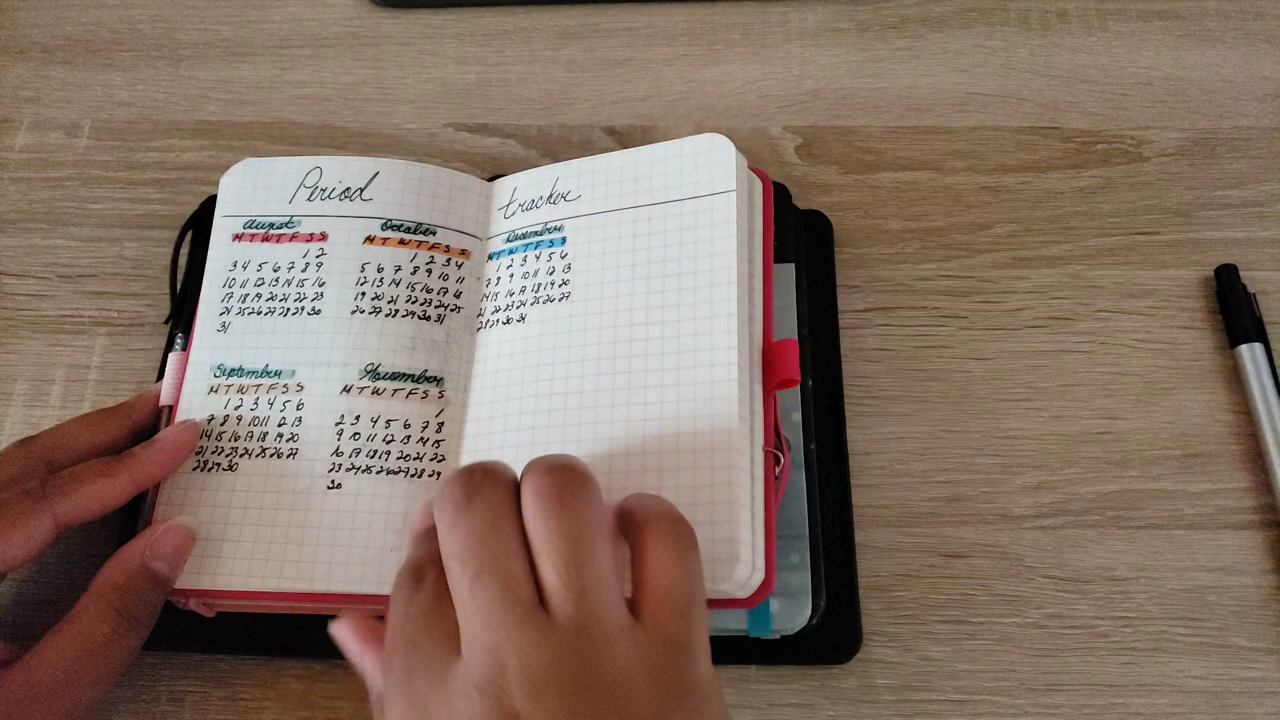 Period
tracker
August
M T W T F S S
1 2
3 4 5 6 7 8 9
10 11 12 13 14 15 16
17 18 19 20 21 22 23
24 25 26 27 28 29 30
31
September
M T W T F S S
1 2 3 4 5 6
7 8 9 10 11 12 13
14 15 16 17 18 19 20
21 22 23 24 25 26 27
28 29 30
October
M T W T F S S
1 2 3 4
5 6 7 8 9 10 11
12 13 14 15 16 17 18
19 20 21 22 23 24 25
26 27 28 29 30 31
November
M T W T F S S
1
2 3 4 5 6 7 8
9 10 11 12 13 14 15
16 17 18 19 20 21 22
23 24 25 26 27 28 29
30
December
M T W T F S S
1 2 3 4 5 6
7 8 9 10 11 12 13
14 15 16 17 18 19 20
21 22 23 24 25 26 27
28 29 30 31